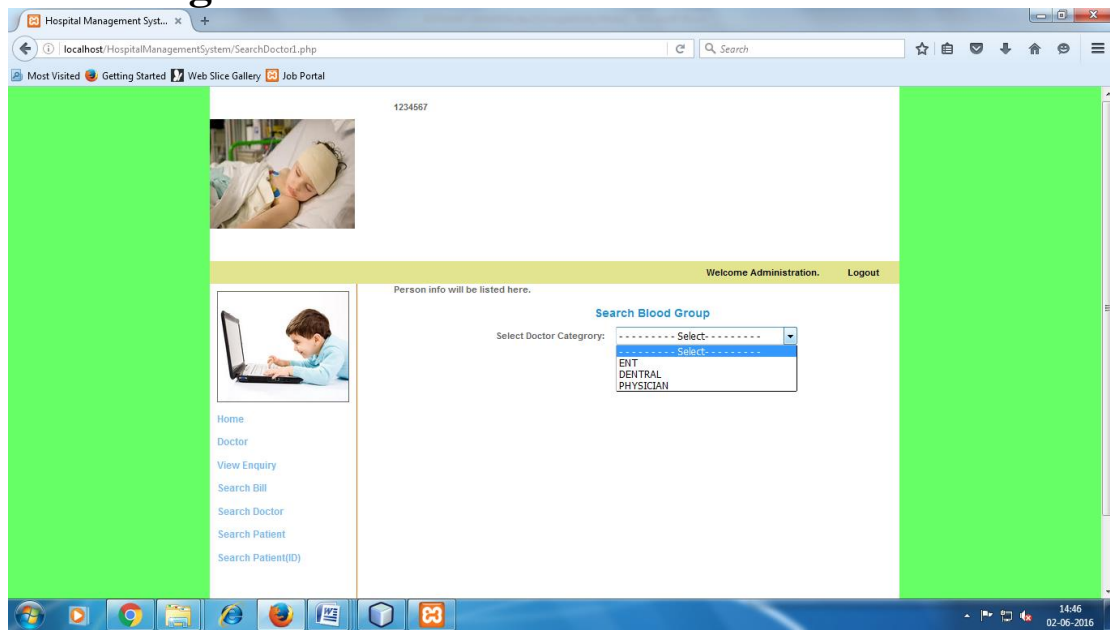 Hospital Management Syst... × +
localhost/HospitalManagementSystem/SearchDoctor1.php
Search
Most Visited Getting Started Web Slice Gallery Job Portal
1234567
Welcome Administration. Logout
Person info will be listed here.
Search Blood Group
Select Doctor Categrory: - - - - - - - - - Select- - - - - - - - -
- - - - - - - - - Select- - - - - - - - -
ENT
DENTRAL
PHYSICIAN
Home
Doctor
View Enquiry
Search Bill
Search Doctor
Search Patient
Search Patient(ID)
14:46
02-06-2016